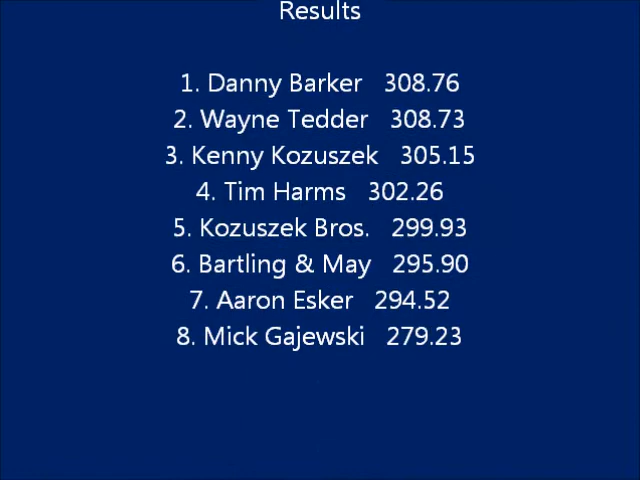 Results
1. Danny Barker 308.76
2. Wayne Tedder 308.73
3. Kenny Kozuszek 305.15
4. Tim Harms 302.26
5. Kozuszek Bros. 299.93
6. Bartling & May 295.90
7. Aaron Esker 294.52
8. Mick Gajewski 279.23